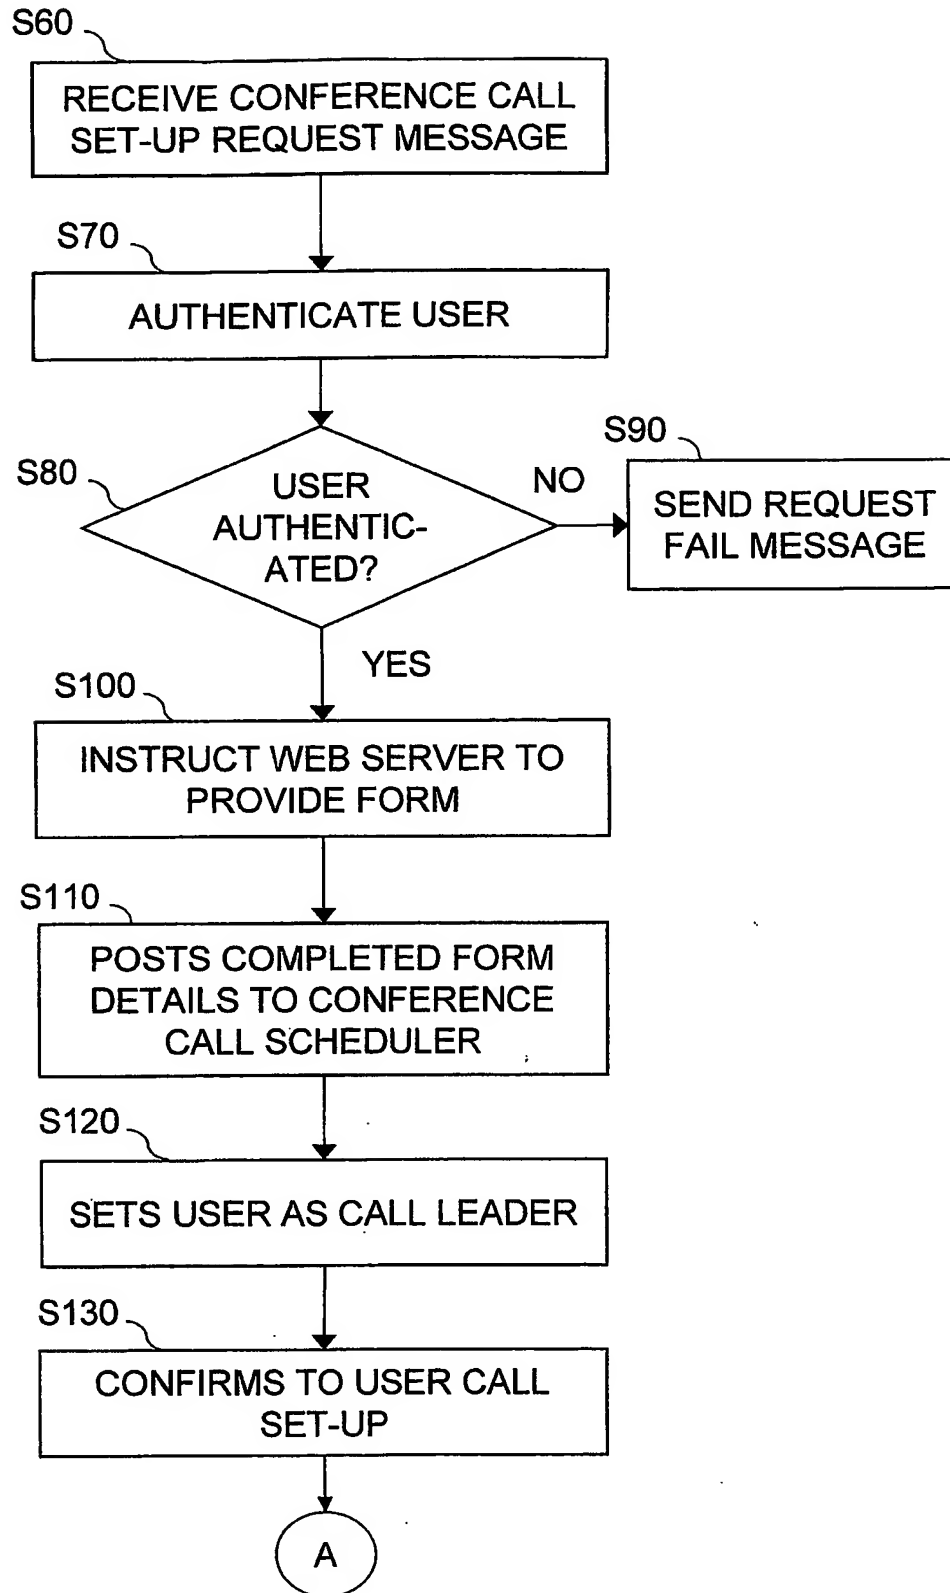 S60
RECEIVE CONFERENCE CALL
SET-UP REQUEST MESSAGE
S70
AUTHENTICATE USER
S80
USER
AUTHENTIC-
ATED?
NO
S90
SEND REQUEST
FAIL MESSAGE
YES
S100
INSTRUCT WEB SERVER TO
PROVIDE FORM
S110
POSTS COMPLETED FORM
DETAILS TO CONFERENCE
CALL SCHEDULER
S120
SETS USER AS CALL LEADER
S130
CONFIRMS TO USER CALL
SET-UP
A